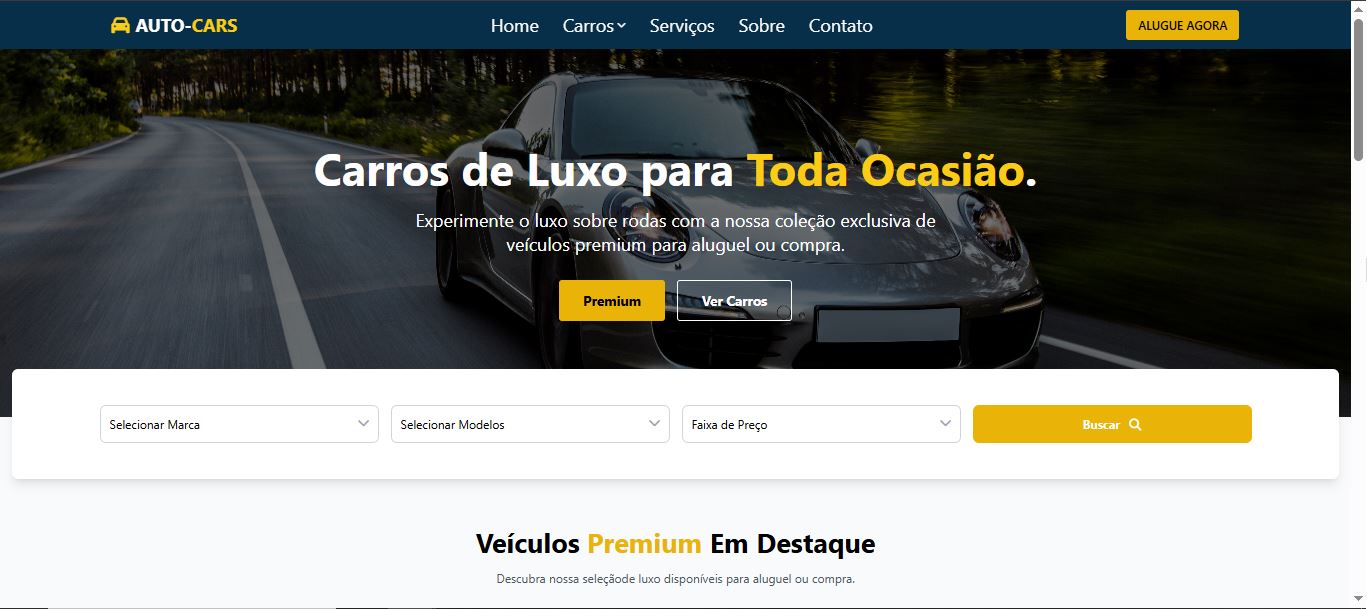 AUTO-CARS
Home Carros Serviços Sobre Contato
ALUGUE AGORA
Carros de Luxo para Toda Ocasião.
Experimente o luxo sobre rodas com a nossa coleção exclusiva de
veículos premium para aluguel ou compra.
Premium
Ver Carros
Selecionar Marca
Selecionar Modelos
Faixa de Preço
Buscar
Veículos Premium Em Destaque
Descubra nossa seleçãode luxo disponíveis para aluguel ou compra.